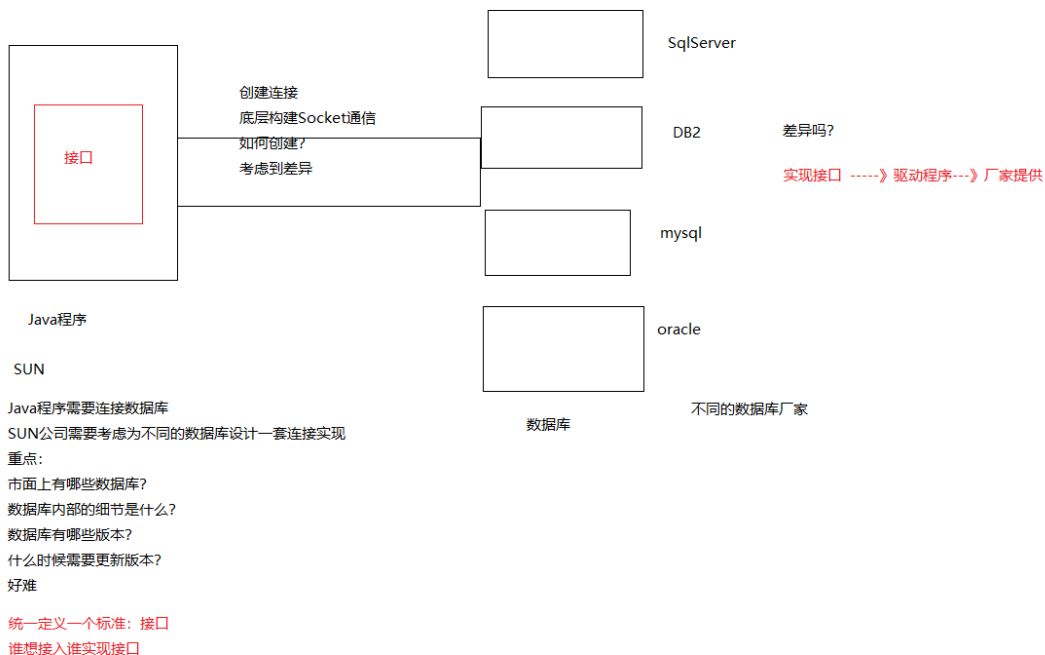 SqlServer
创建连接
底层构建Socket通信
如何创建?
考虑到差异
接口
DB2
差异吗?
实现接口 -----》驱动程序---》厂家提供
mysql
Java程序
oracle
SUN
Java程序需要连接数据库
SUN公司需要考虑为不同的数据库设计一套连接实现
重点:
市面上有哪些数据库?
数据库内部的细节是什么?
数据库有哪些版本?
什么时候需要更新版本?
好难
数据库
不同的数据库厂家
统一定义一个标准：接口
谁想接入谁实现接口